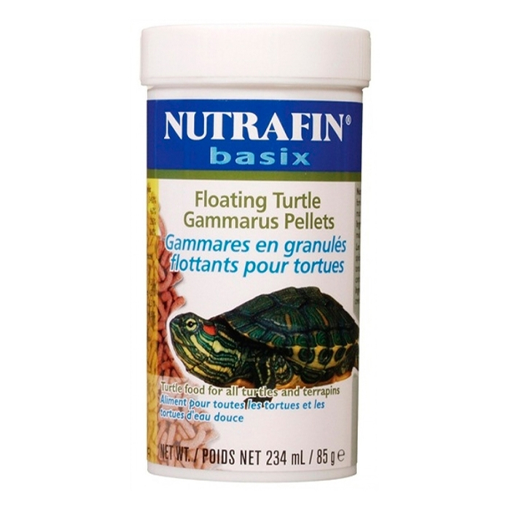 NUTRAFIN®
basix
Floating Turtle
Gammarus Pellets
Gammares en granulés
flottants pour tortues
Turtle food for all turtles and terrapins
Aliment pour toutes les tortues et les
tortues d'eau douce
NET WT. / POIDS NET 234 mL / 85 g ℮